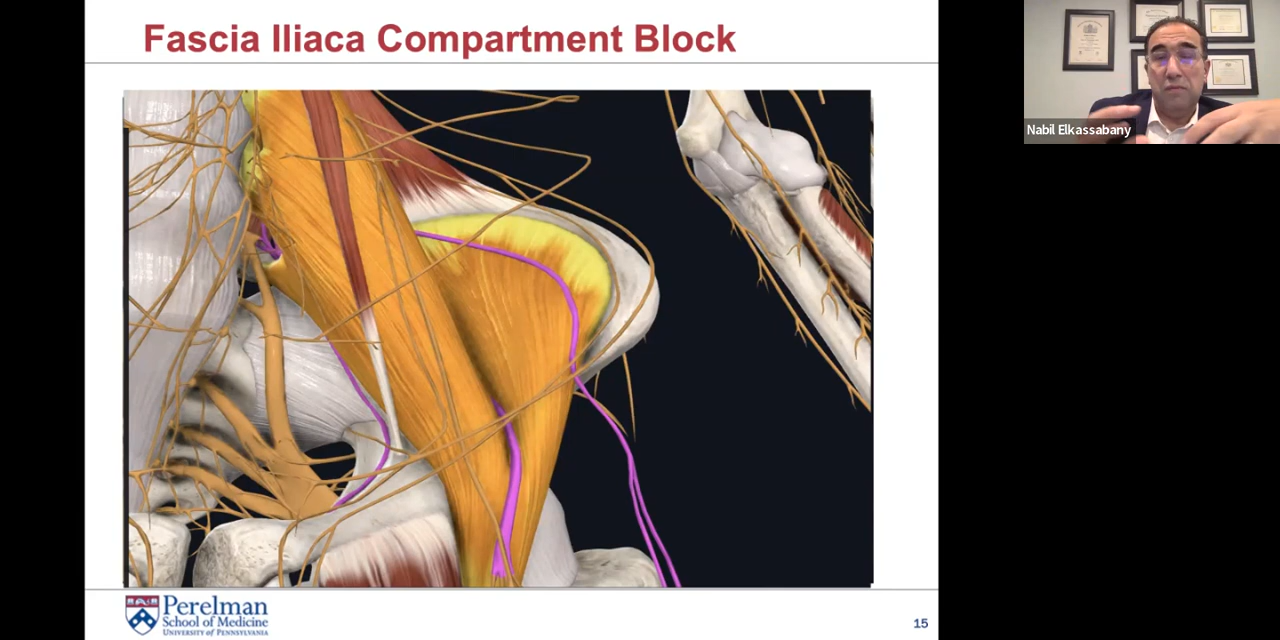 Fascia Iliaca Compartment Block
Nabil Elkassabany
Perelman
School of Medicine
UNIVERSITY of PENNSYLVANIA
15